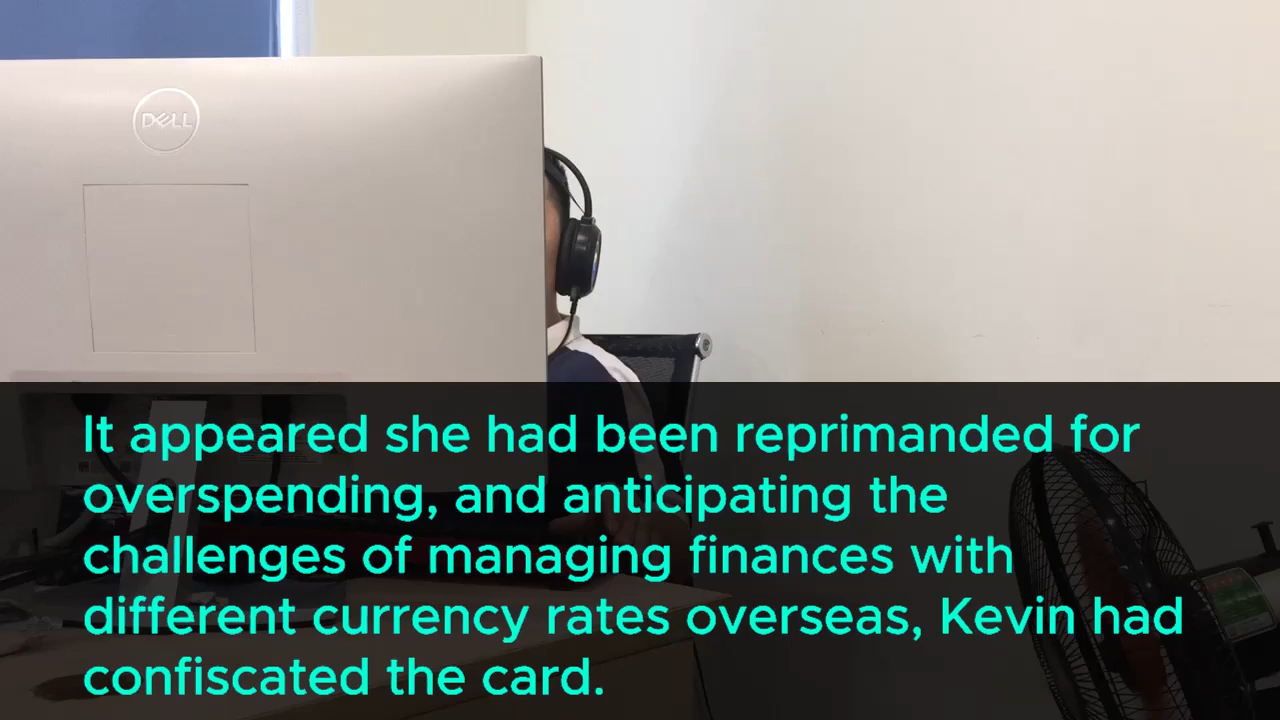 DELL
It appeared she had been reprimanded for
overspending, and anticipating the
challenges of managing finances with
different currency rates overseas, Kevin had
confiscated the card.